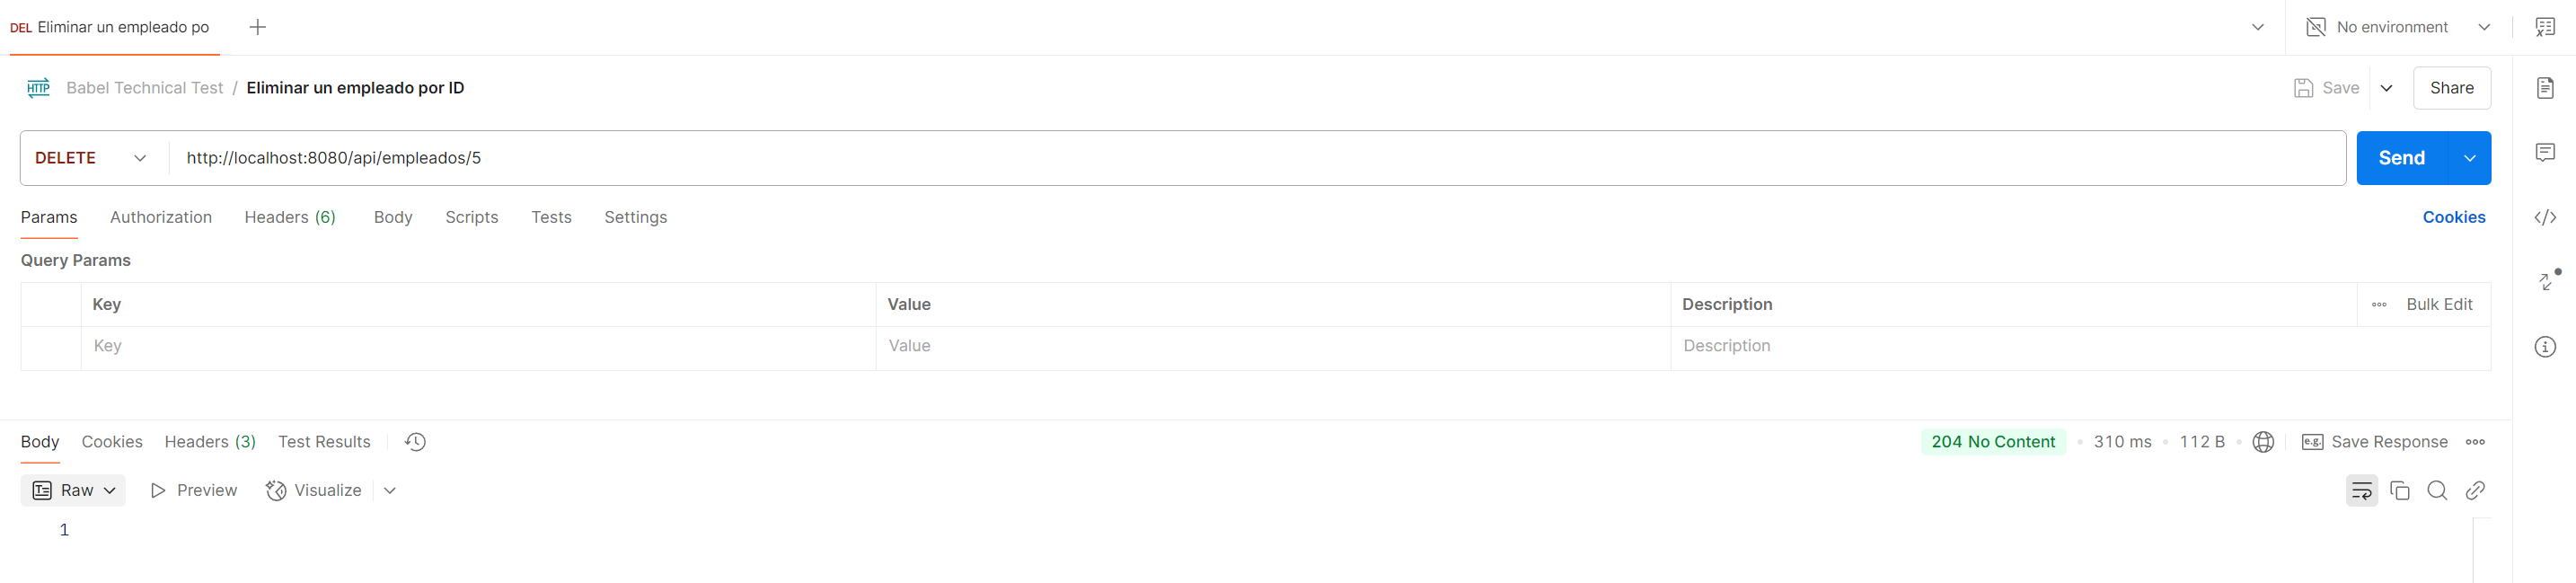 DEL Eliminar un empleado po
No environment
HTTP Babel Technical Test / Eliminar un empleado por ID
Save
Share
DELETE
http://localhost:8080/api/empleados/5
Send
Params Authorization Headers (6) Body Scripts Tests Settings
Cookies
Query Params
Key Value Description
Bulk Edit
Key Value Description
Body Cookies Headers (3) Test Results
204 No Content • 310 ms • 112 B •
e.g. Save Response
Raw Preview Visualize
1